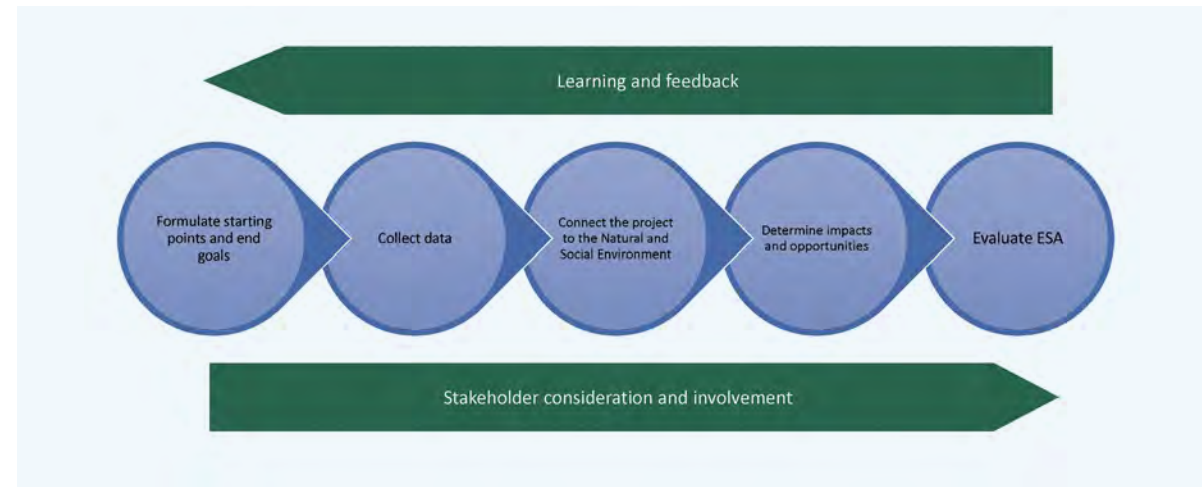 Learning and feedback
Formulate starting
points and end
goals
Collect data
Connect the project
to the Natural and
Social Environment
Determine impacts
and opportunities
Evaluate ESA
Stakeholder consideration and involvement